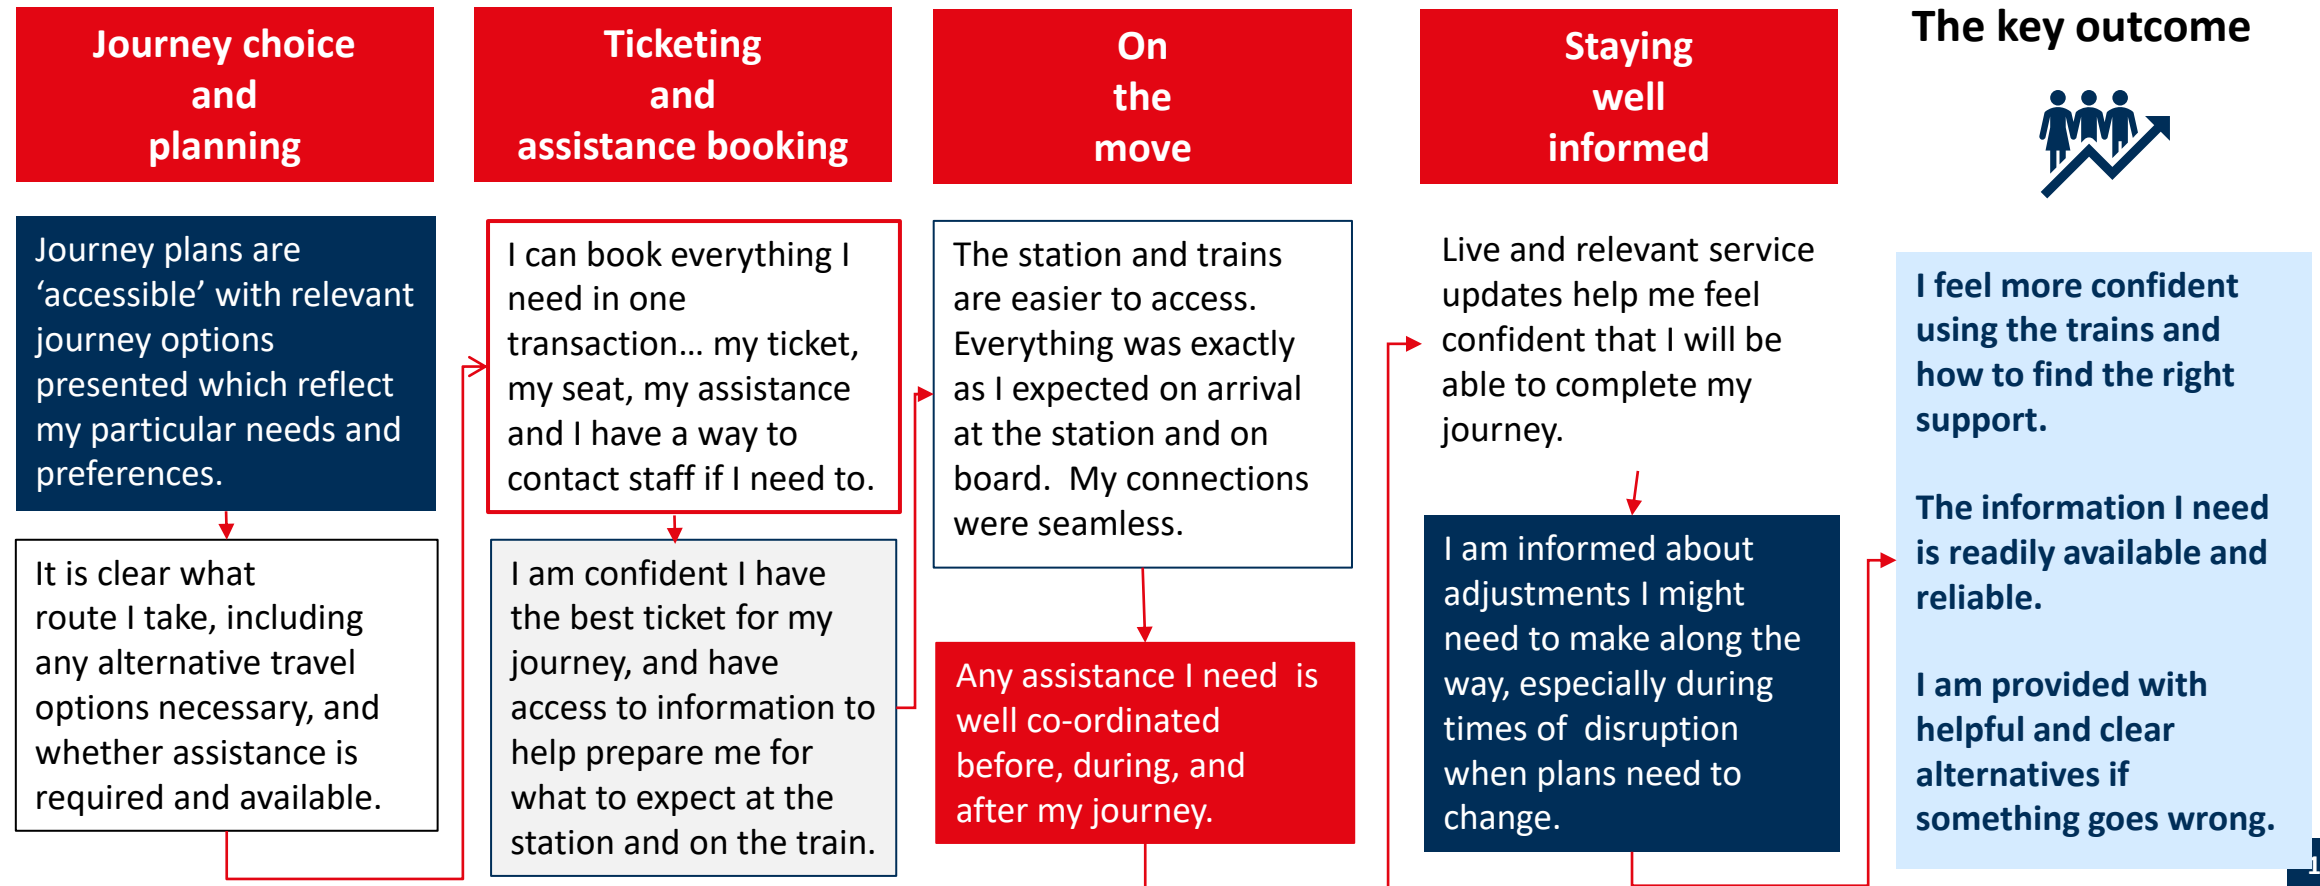 Journey choice
and
planning
Journey plans are
‘accessible’ with relevant
journey options
presented which reflect
my particular needs and
preferences.
It is clear what
route I take, including
any alternative travel
options necessary, and
whether assistance is
required and available.
Ticketing
and
assistance booking
I can book everything I
need in one
transaction… my ticket,
my seat, my assistance
and I have a way to
contact staff if I need to.
I am confident I have
the best ticket for my
journey, and have
access to information to
help prepare me for
what to expect at the
station and on the train.
On
the
move
The station and trains
are easier to access.
Everything was exactly
as I expected on arrival
at the station and on
board.  My connections
were seamless.
Any assistance I need  is
well co-ordinated
before, during, and
after my journey.
Staying
well
informed
Live and relevant service
updates help me feel
confident that I will be
able to complete my
journey.
I am informed about
adjustments I might
need to make along the
way, especially during
times of  disruption
when plans need to
change.
The key outcome
I feel more confident
using the trains and
how to find the right
support.
The information I need
is readily available and
reliable.
I am provided with
helpful and clear
alternatives if
something goes wrong.